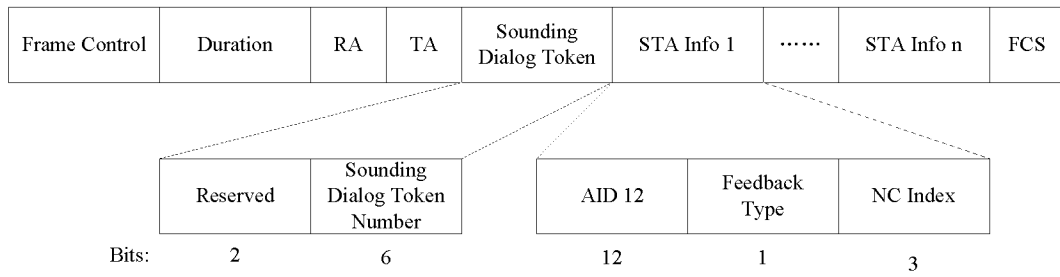 Frame Control
Duration
RA
TA
Sounding
Dialog Token
STA Info 1
······
STA Info n
FCS
Reserved
Sounding
Dialog Token
Number
AID 12
Feedback
Type
NC Index
Bits:
2
6
12
1
3